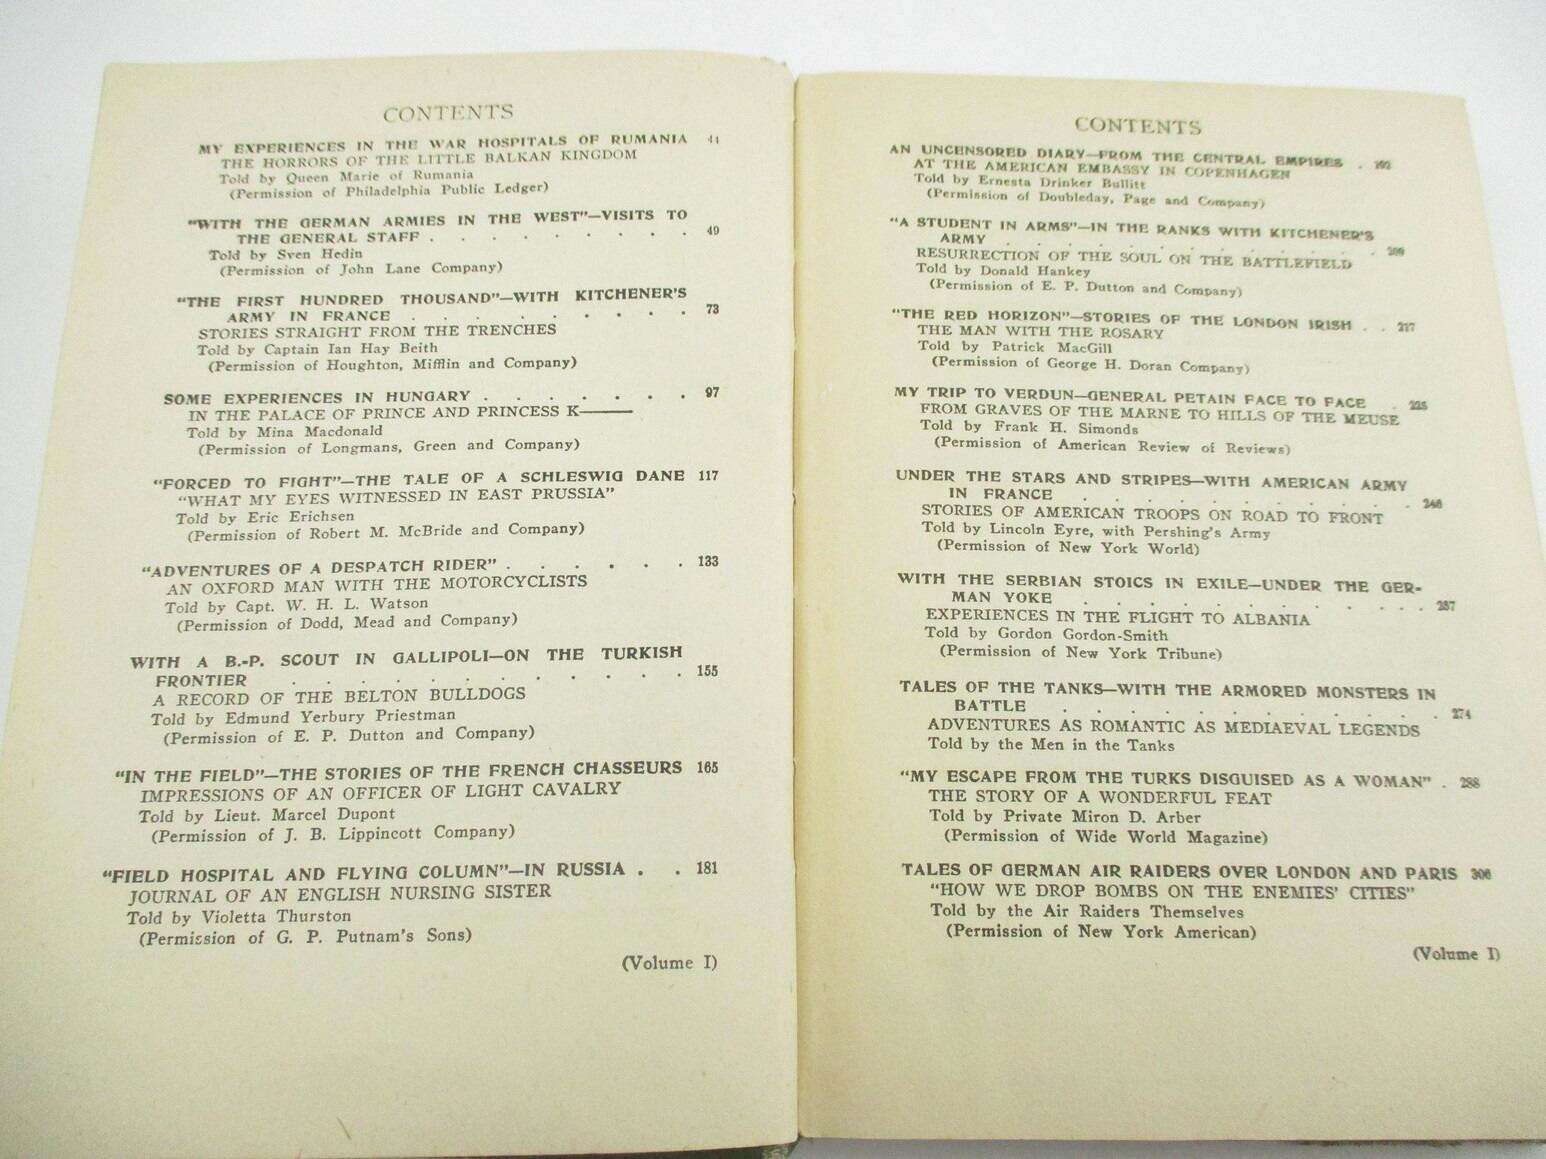 CONTENTS
MY EXPERIENCES IN THE WAR HOSPITALS OF RUMANIA 41
THE HORRORS OF THE LITTLE BALKAN KINGDOM
Told by Queen Marie of Rumania
(Permission of Philadelphia Public Ledger)
"WITH THE GERMAN ARMIES IN THE WEST"—VISITS TO
THE GENERAL STAFF . . . . . . . . . 49
Told by Sven Hedin
(Permission of John Lane Company)
"THE FIRST HUNDRED THOUSAND"—WITH KITCHENER'S
ARMY IN FRANCE . . . . . . . . . 73
STORIES STRAIGHT FROM THE TRENCHES
Told by Captain Ian Hay Beith
(Permission of Houghton, Mifflin and Company)
SOME EXPERIENCES IN HUNGARY . . . . . . . 97
IN THE PALACE OF PRINCE AND PRINCESS K———
Told by Mina Macdonald
(Permission of Longmans, Green and Company)
"FORCED TO FIGHT"—THE TALE OF A SCHLESWIG DANE 117
"WHAT MY EYES WITNESSED IN EAST PRUSSIA"
Told by Eric Erichsen
(Permission of Robert M. McBride and Company)
"ADVENTURES OF A DESPATCH RIDER" . . . . . . 133
AN OXFORD MAN WITH THE MOTORCYCLISTS
Told by Capt. W. H. L. Watson
(Permission of Dodd, Mead and Company)
WITH A B.-P. SCOUT IN GALLIPOLI—ON THE TURKISH
FRONTIER . . . . . . . . . . . . 155
A RECORD OF THE BELTON BULLDOGS
Told by Edmund Yerbury Priestman
(Permission of E. P. Dutton and Company)
"IN THE FIELD"—THE STORIES OF THE FRENCH CHASSEURS 165
IMPRESSIONS OF AN OFFICER OF LIGHT CAVALRY
Told by Lieut. Marcel Dupont
(Permission of J. B. Lippincott Company)
"FIELD HOSPITAL AND FLYING COLUMN"—IN RUSSIA . . 181
JOURNAL OF AN ENGLISH NURSING SISTER
Told by Violetta Thurston
(Permission of G. P. Putnam's Sons)
(Volume I)
CONTENTS
AN UNCENSORED DIARY—FROM THE CENTRAL EMPIRES .
AT THE AMERICAN EMBASSY IN COPENHAGEN
Told by Ernesta Drinker Bullitt
(Permission of Doubleday, Page and Company)
"A STUDENT IN ARMS"—IN THE RANKS WITH KITCHENER'S
ARMY . . . . . . . . . . .
RESURRECTION OF THE SOUL ON THE BATTLEFIELD
Told by Donald Hankey
(Permission of E. P. Dutton and Company)
"THE RED HORIZON"—STORIES OF THE LONDON IRISH . . 217
THE MAN WITH THE ROSARY
Told by Patrick MacGill
(Permission of George H. Doran Company)
MY TRIP TO VERDUN—GENERAL PETAIN FACE TO FACE .
FROM GRAVES OF THE MARNE TO HILLS OF THE MEUSE
Told by Frank H. Simonds
(Permission of American Review of Reviews)
UNDER THE STARS AND STRIPES—WITH AMERICAN ARMY
IN FRANCE . . . . . . . . . . .
STORIES OF AMERICAN TROOPS ON ROAD TO FRONT
Told by Lincoln Eyre, with Pershing's Army
(Permission of New York World)
WITH THE SERBIAN STOICS IN EXILE—UNDER THE GER-
MAN YOKE . . . . . . . . . . . 257
EXPERIENCES IN THE FLIGHT TO ALBANIA
Told by Gordon Gordon-Smith
(Permission of New York Tribune)
TALES OF THE TANKS—WITH THE ARMORED MONSTERS IN
BATTLE . . . . . . . . . . . . 274
ADVENTURES AS ROMANTIC AS MEDIAEVAL LEGENDS
Told by the Men in the Tanks
"MY ESCAPE FROM THE TURKS DISGUISED AS A WOMAN" . 288
THE STORY OF A WONDERFUL FEAT
Told by Private Miron D. Arber
(Permission of Wide World Magazine)
TALES OF GERMAN AIR RAIDERS OVER LONDON AND PARIS 306
"HOW WE DROP BOMBS ON THE ENEMIES' CITIES"
Told by the Air Raiders Themselves
(Permission of New York American)
(Volume I)